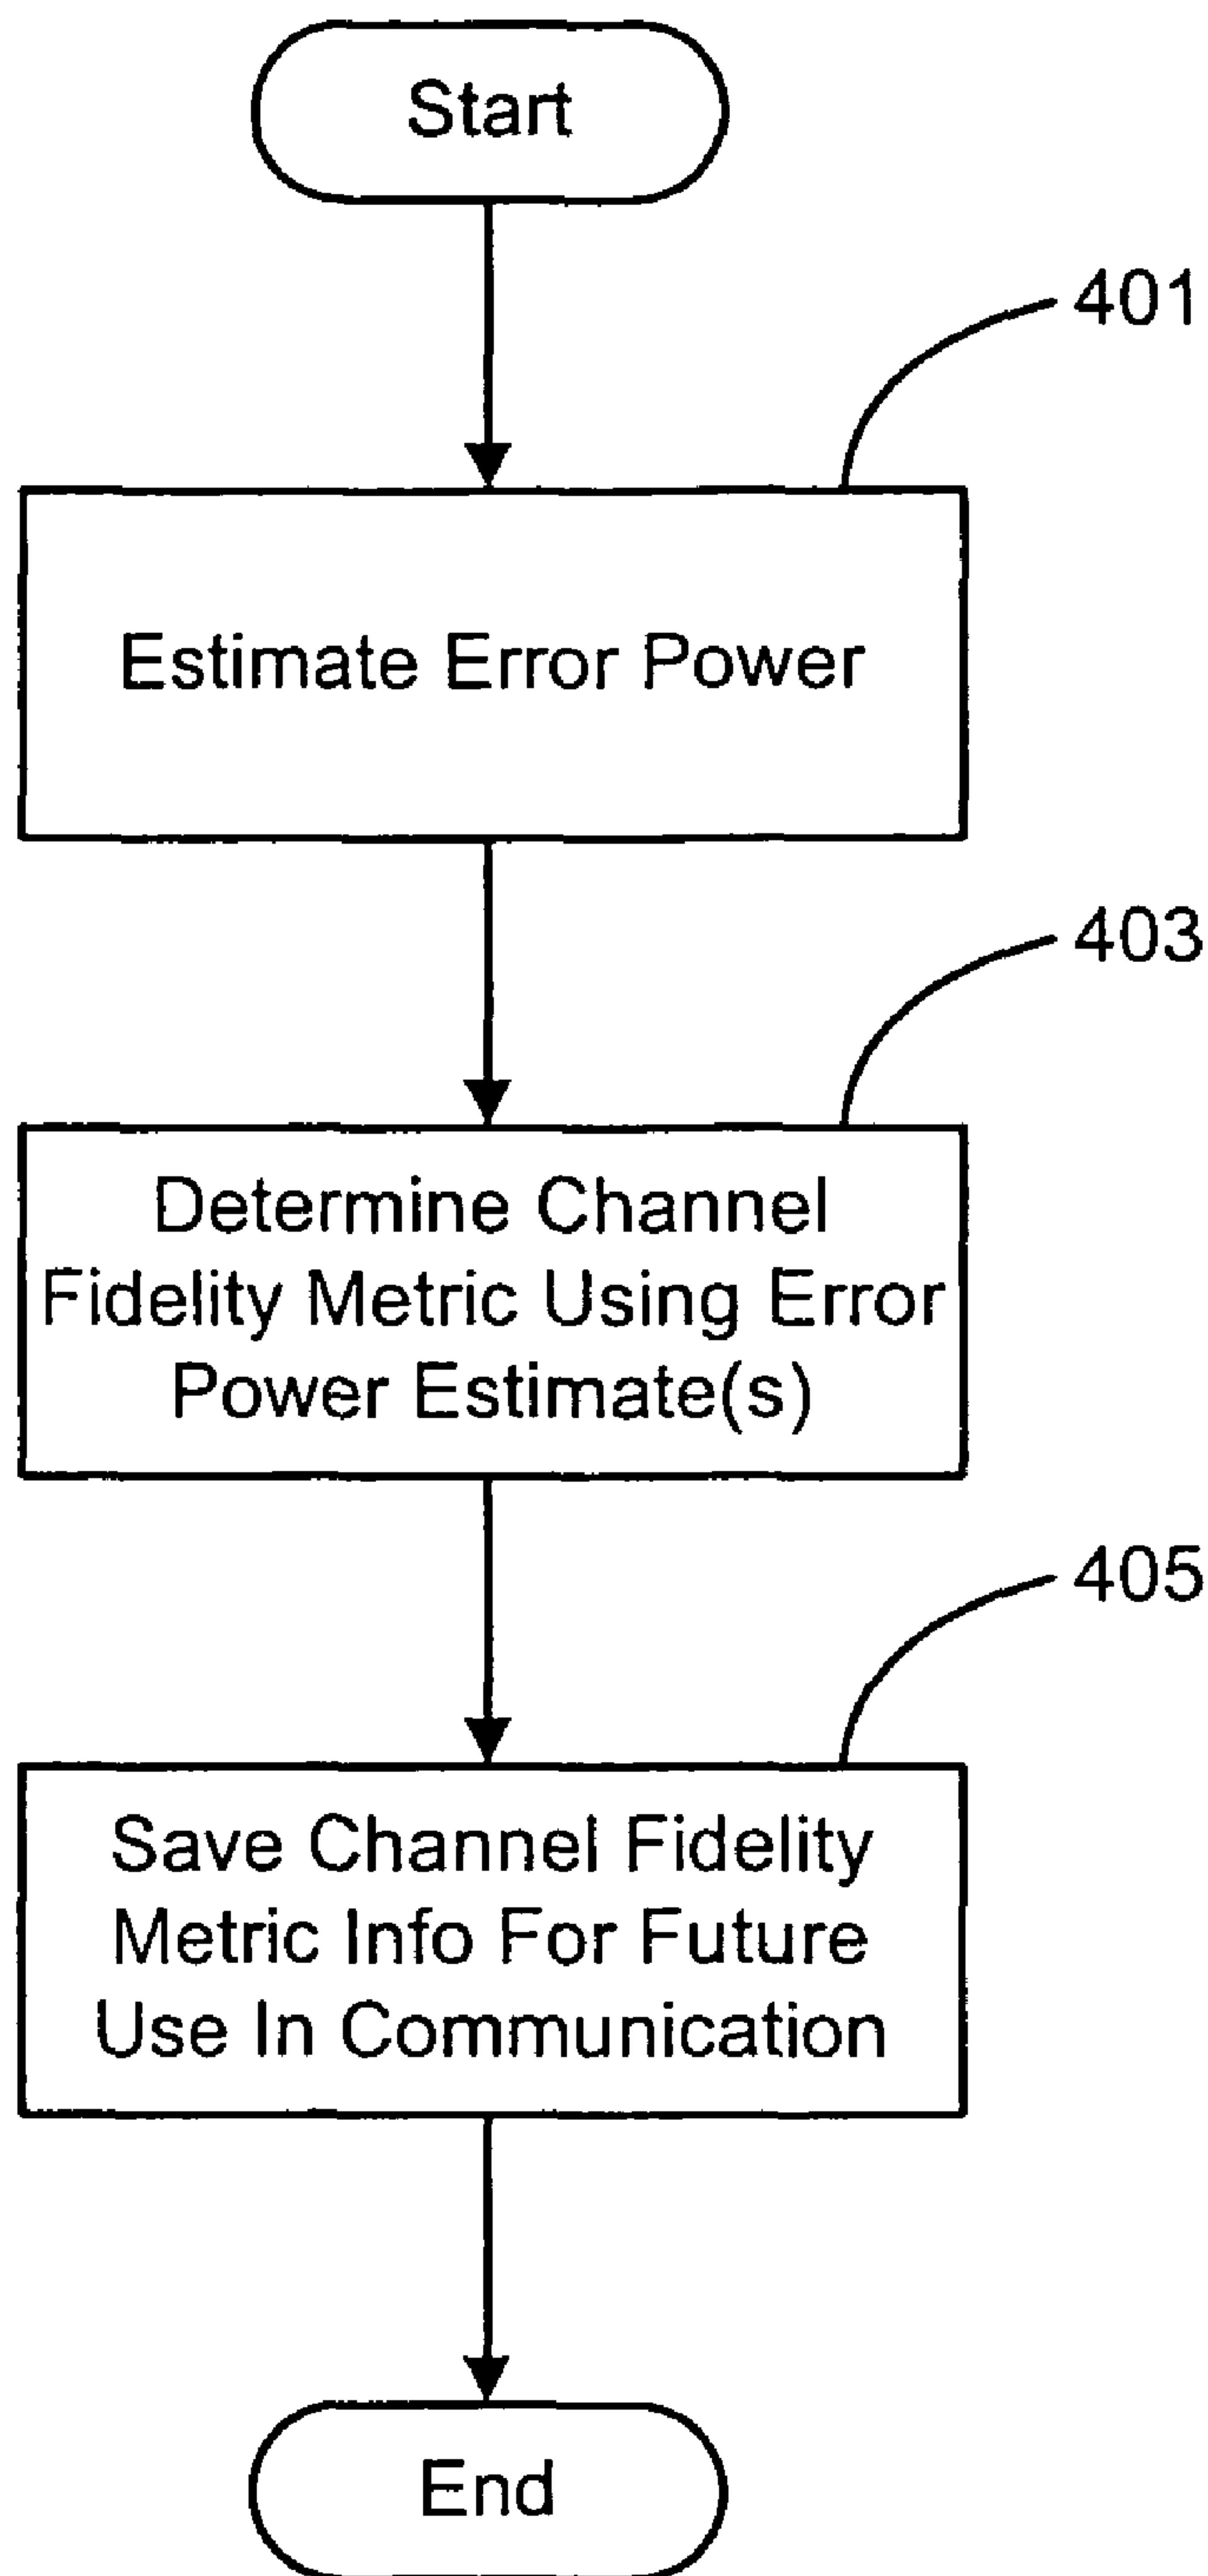 Start
401
Estimate Error Power
403
Determine Channel
Fidelity Metric Using Error
Power Estimate(s)
405
Save Channel Fidelity
Metric Info For Future
Use In Communication
End